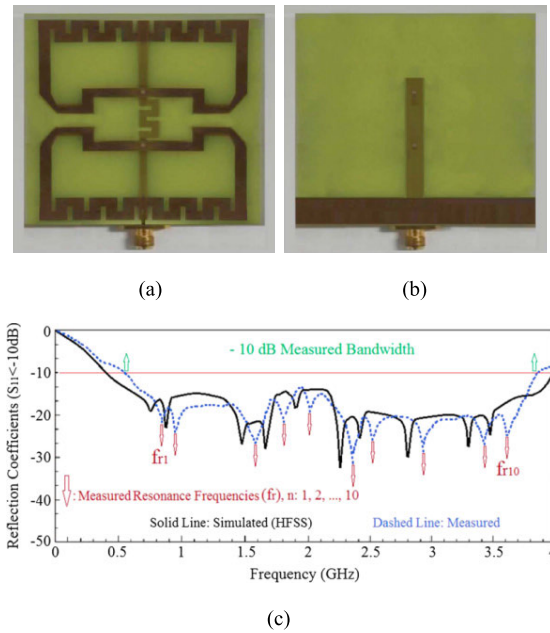 (a)
(b)
0
-10
-20
-30
-40
-50
Reflection Coefficients (S11<-10dB)
- 10 dB Measured Bandwidth
fr1
fr10
: Measured Resonance Frequencies (fr), n: 1, 2, ..., 10
Solid Line: Simulated (HFSS)
Dashed Line: Measured
0 0.5 1 1.5 2 2.5 3 3.5 4
Frequency (GHz)
(c)